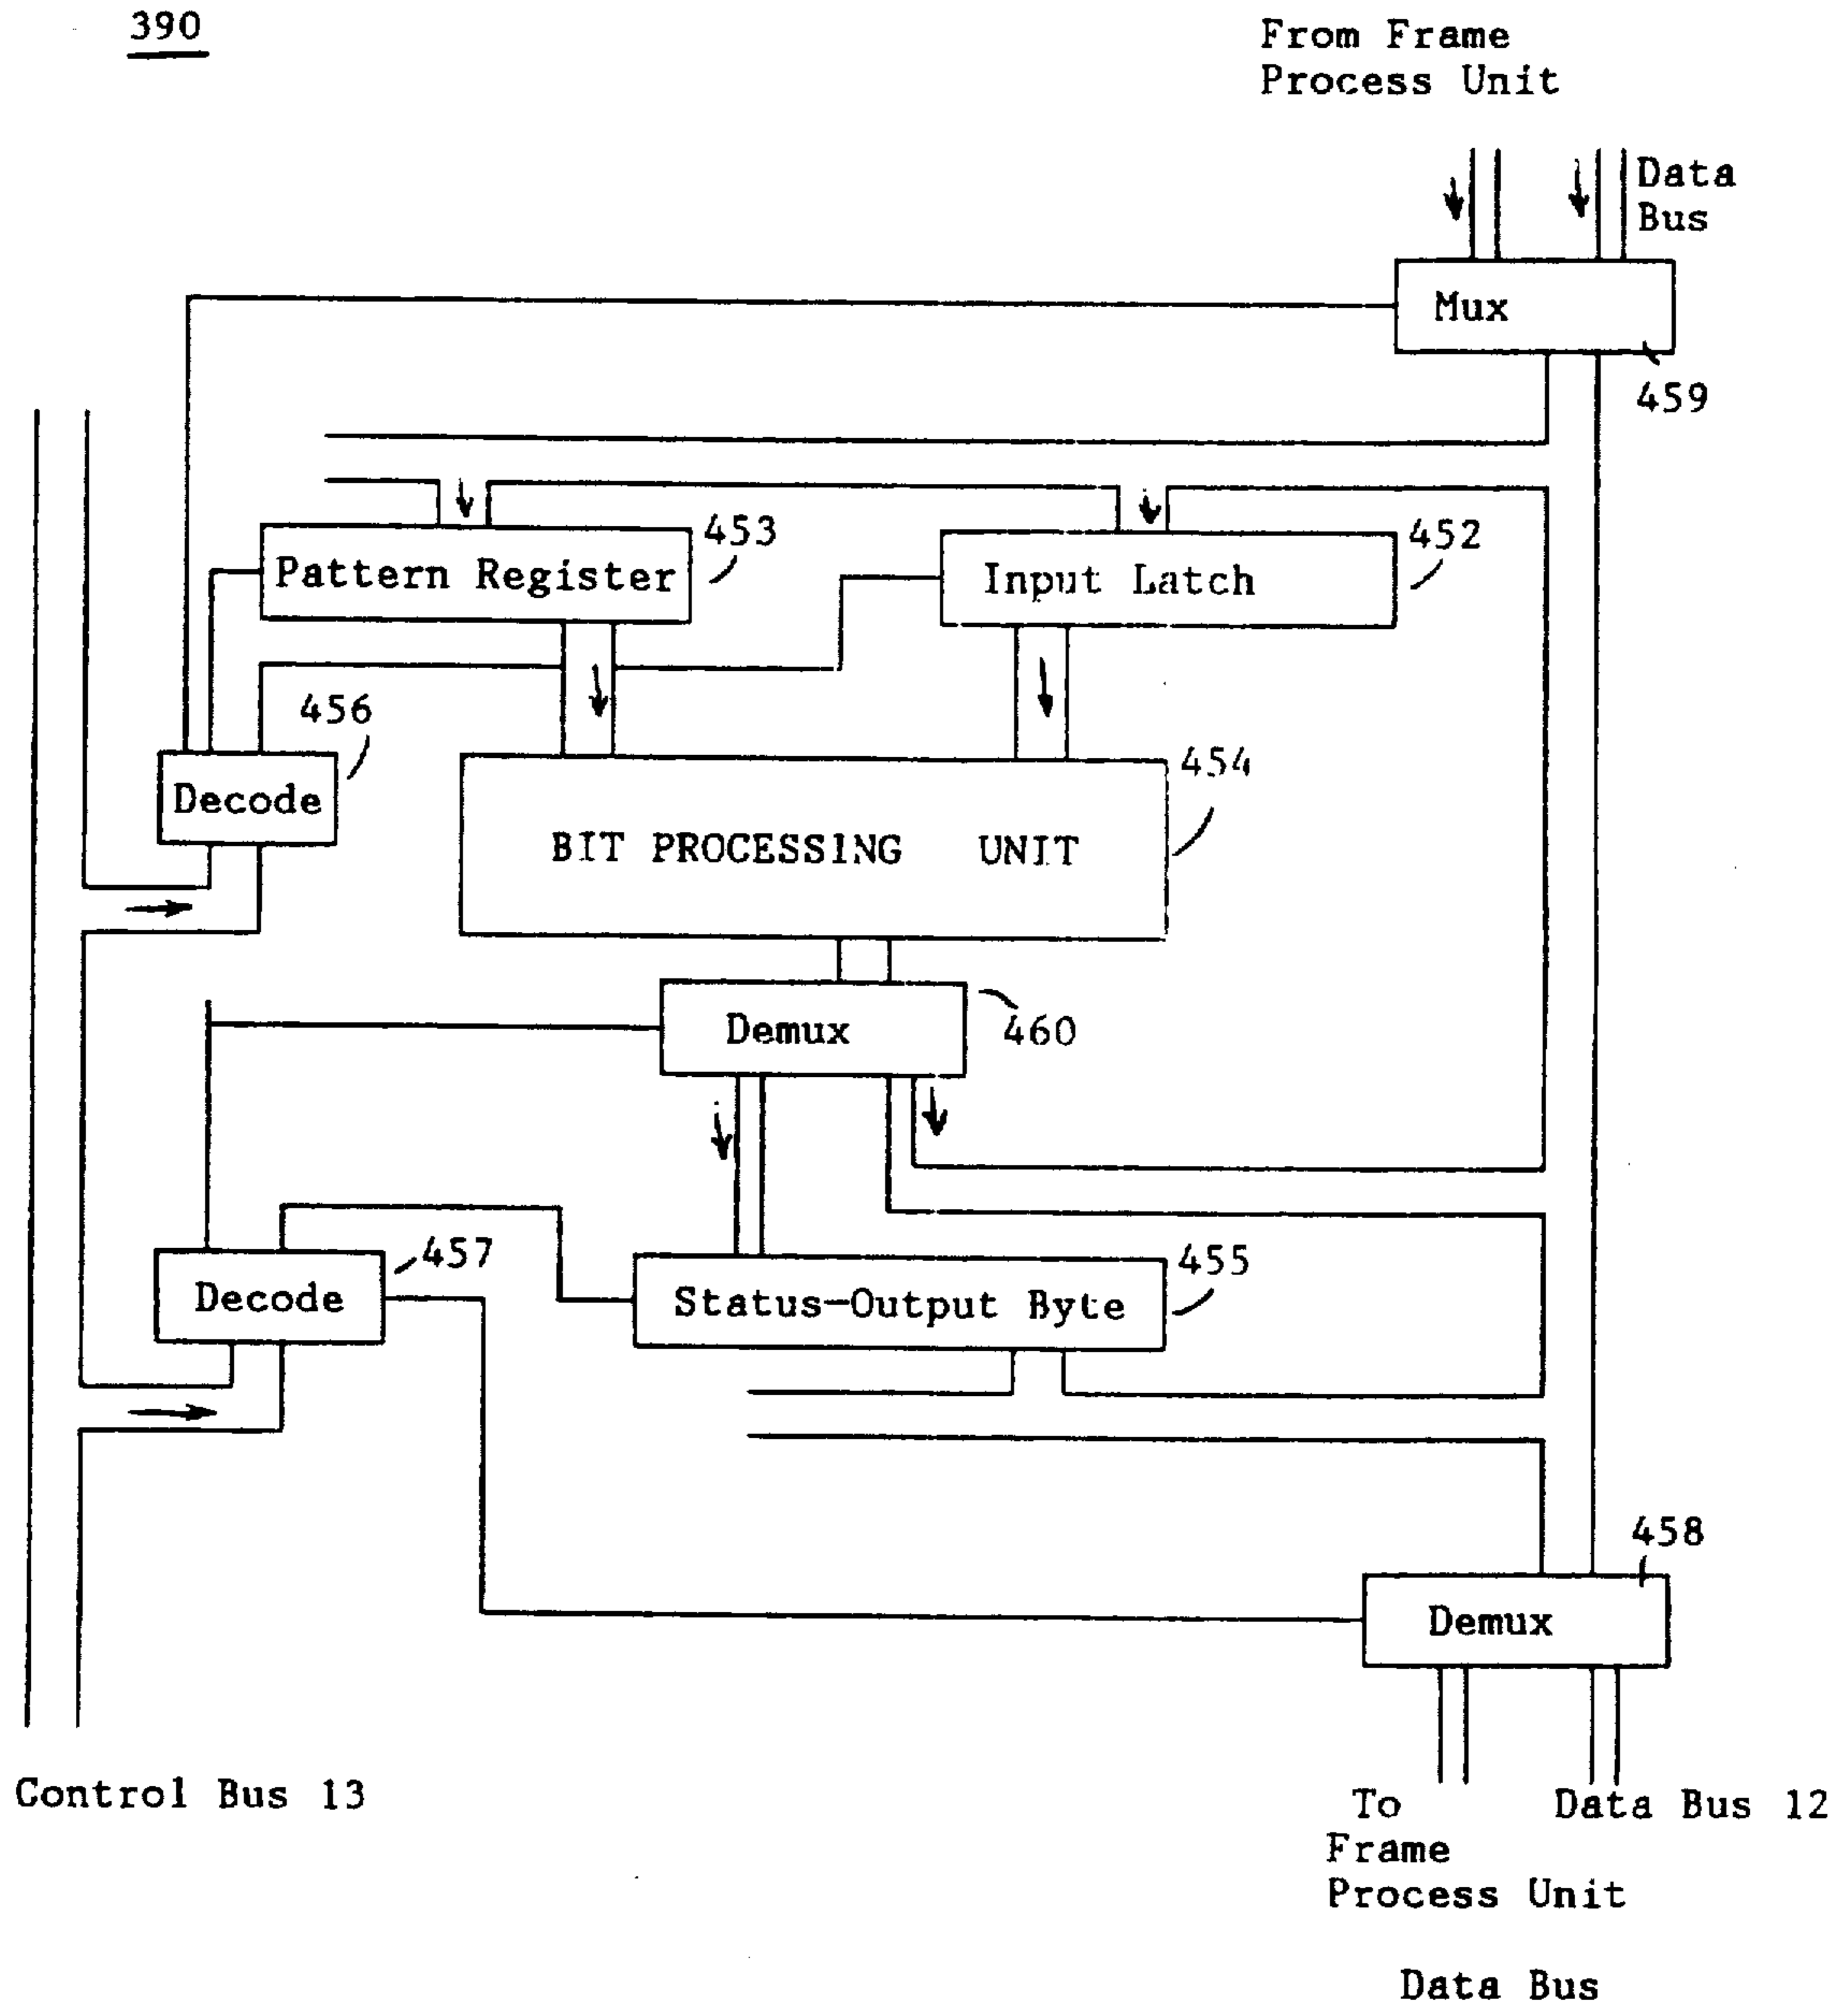 390
From Frame
Process Unit
Data
Bus
Mux
459
453
452
Pattern Register
Input Latch
456
454
Decode
BIT PROCESSING UNIT
Demux
460
457
455
Decode
Status-Output Byte
458
Demux
Control Bus 13
To
Data Bus 12
Frame
Process Unit
Data Bus